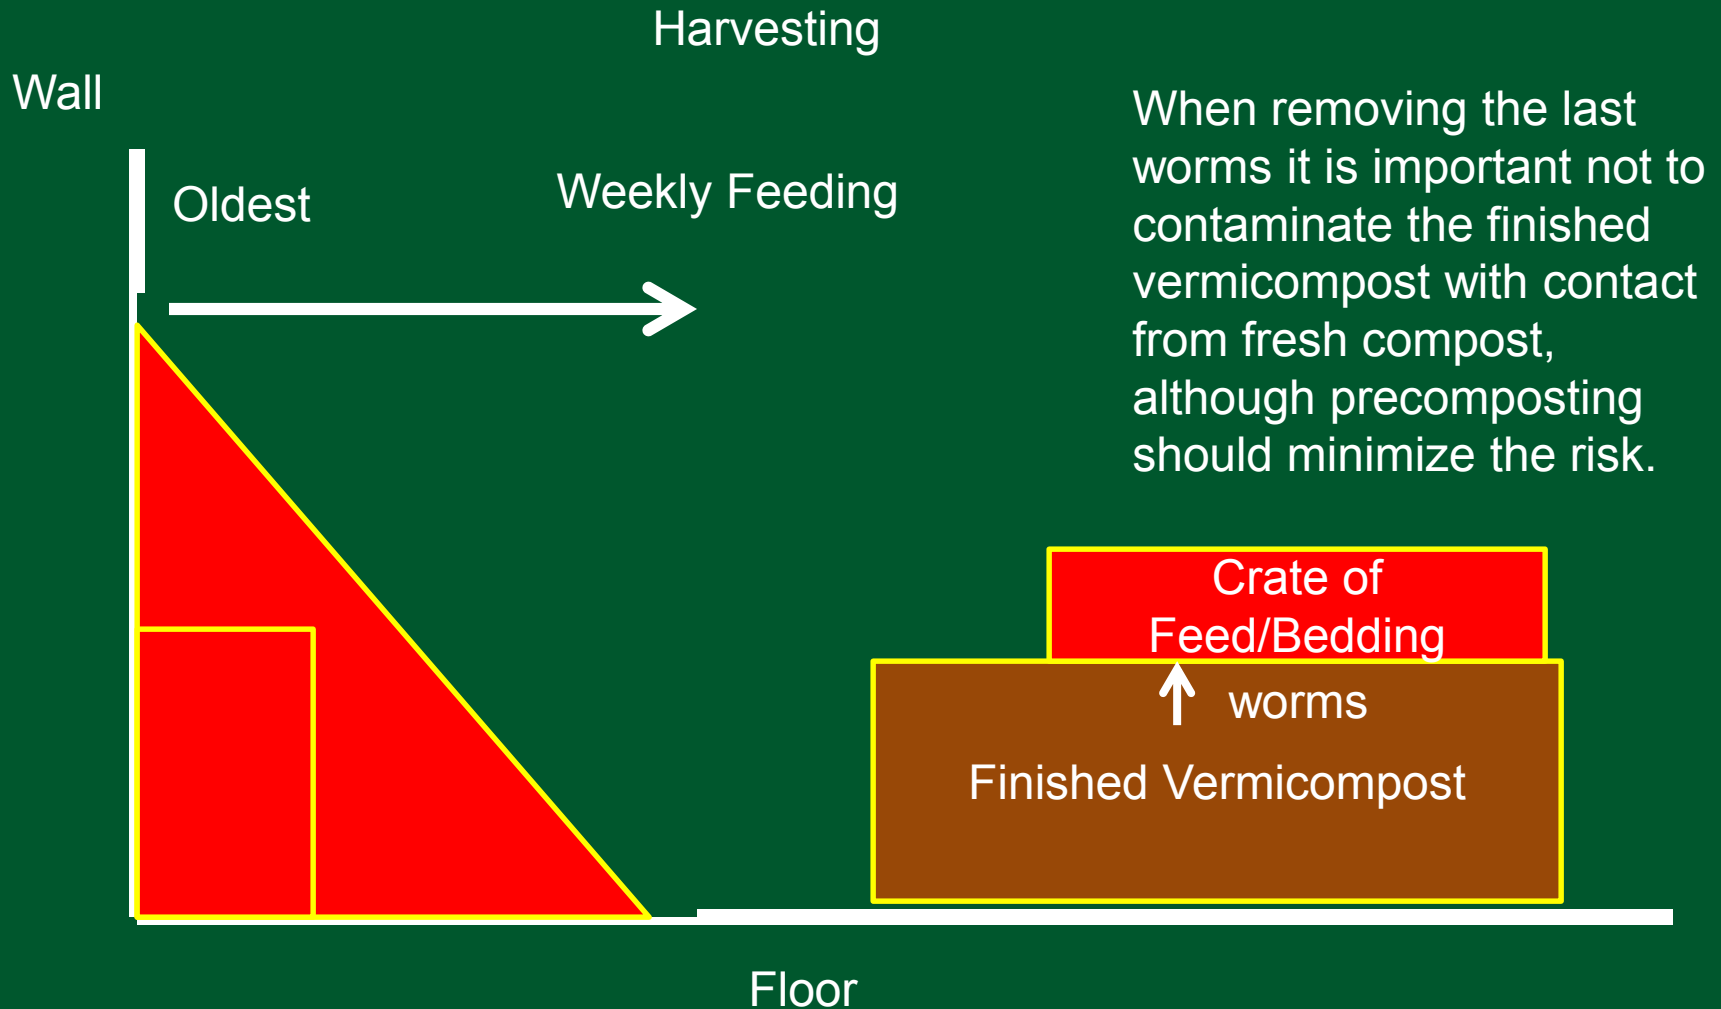 Harvesting
Wall
Oldest
Weekly Feeding
When removing the last
worms it is important not to
contaminate the finished
vermicompost with contact
from fresh compost,
although precomposting
should minimize the risk.
Crate of
Feed/Bedding
worms
Finished Vermicompost
Floor